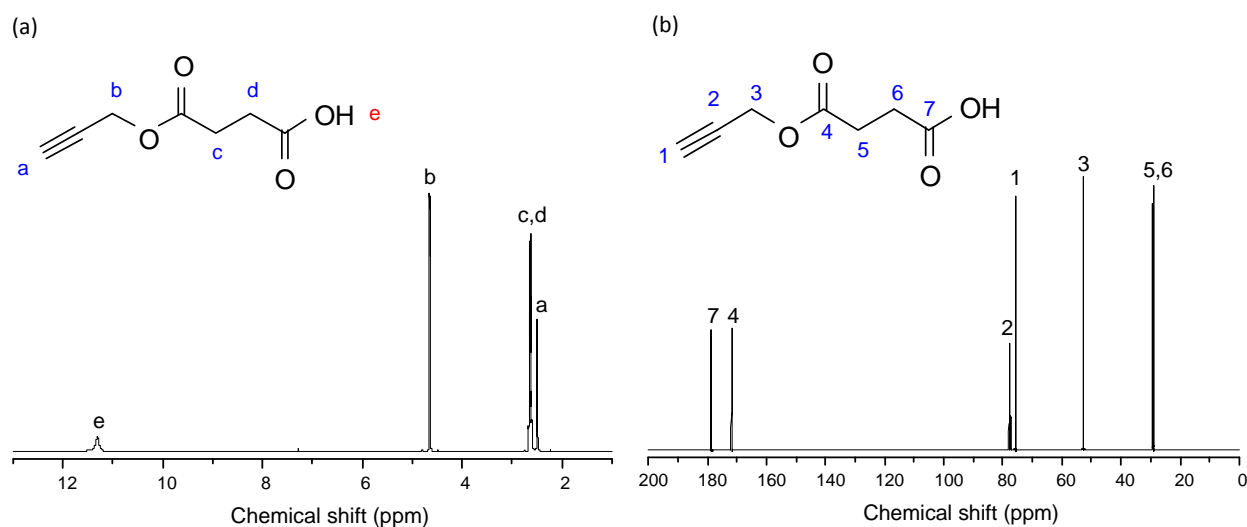 (a)
O
b
d
OH e
O
a
c
O
b
c,d
a
e
12 10 8 6 4 2
Chemical shift (ppm)
(b)
O
2 3 6
7 OH
O
4
1
5
O
1 3 5,6
7 4
2
200 180 160 140 120 100 80 60 40 20 0
Chemical shift (ppm)